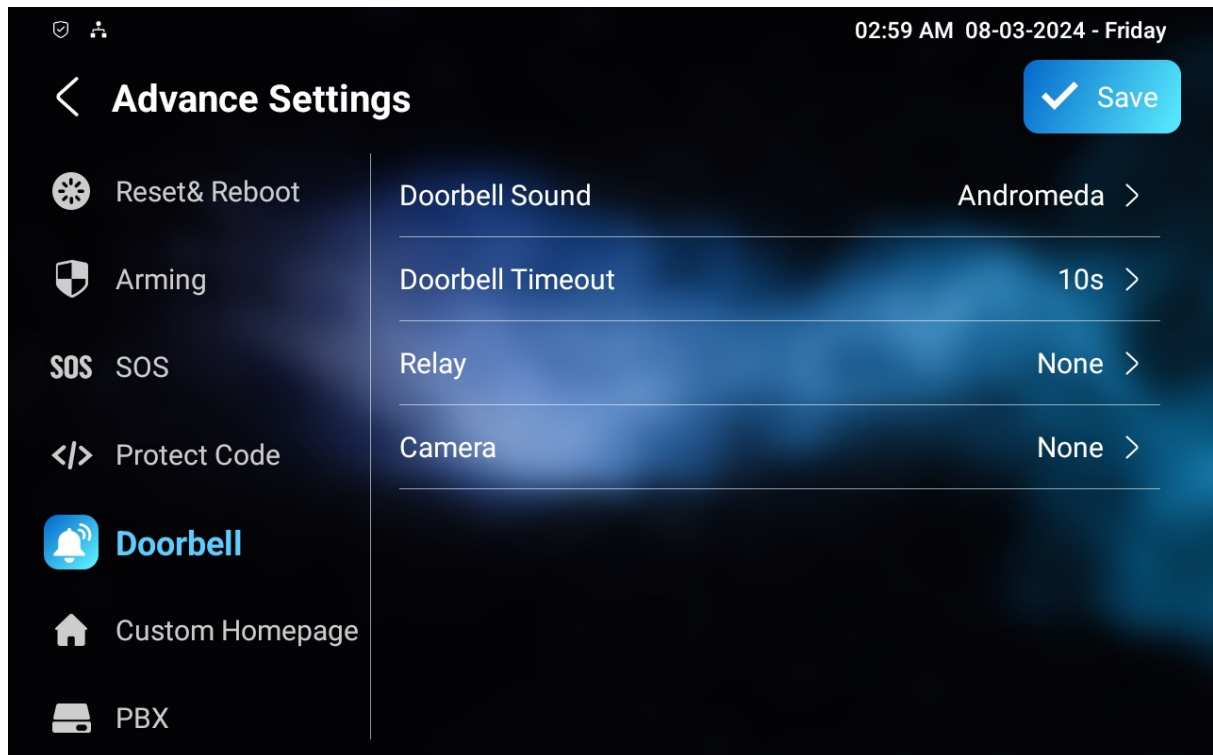 02:59 AM 08-03-2024 - Friday
Advance Settings
Save
Reset& Reboot
Arming
SOS SOS
Protect Code
Doorbell
Custom Homepage
PBX
Doorbell Sound Andromeda
Doorbell Timeout 10s
Relay None
Camera None